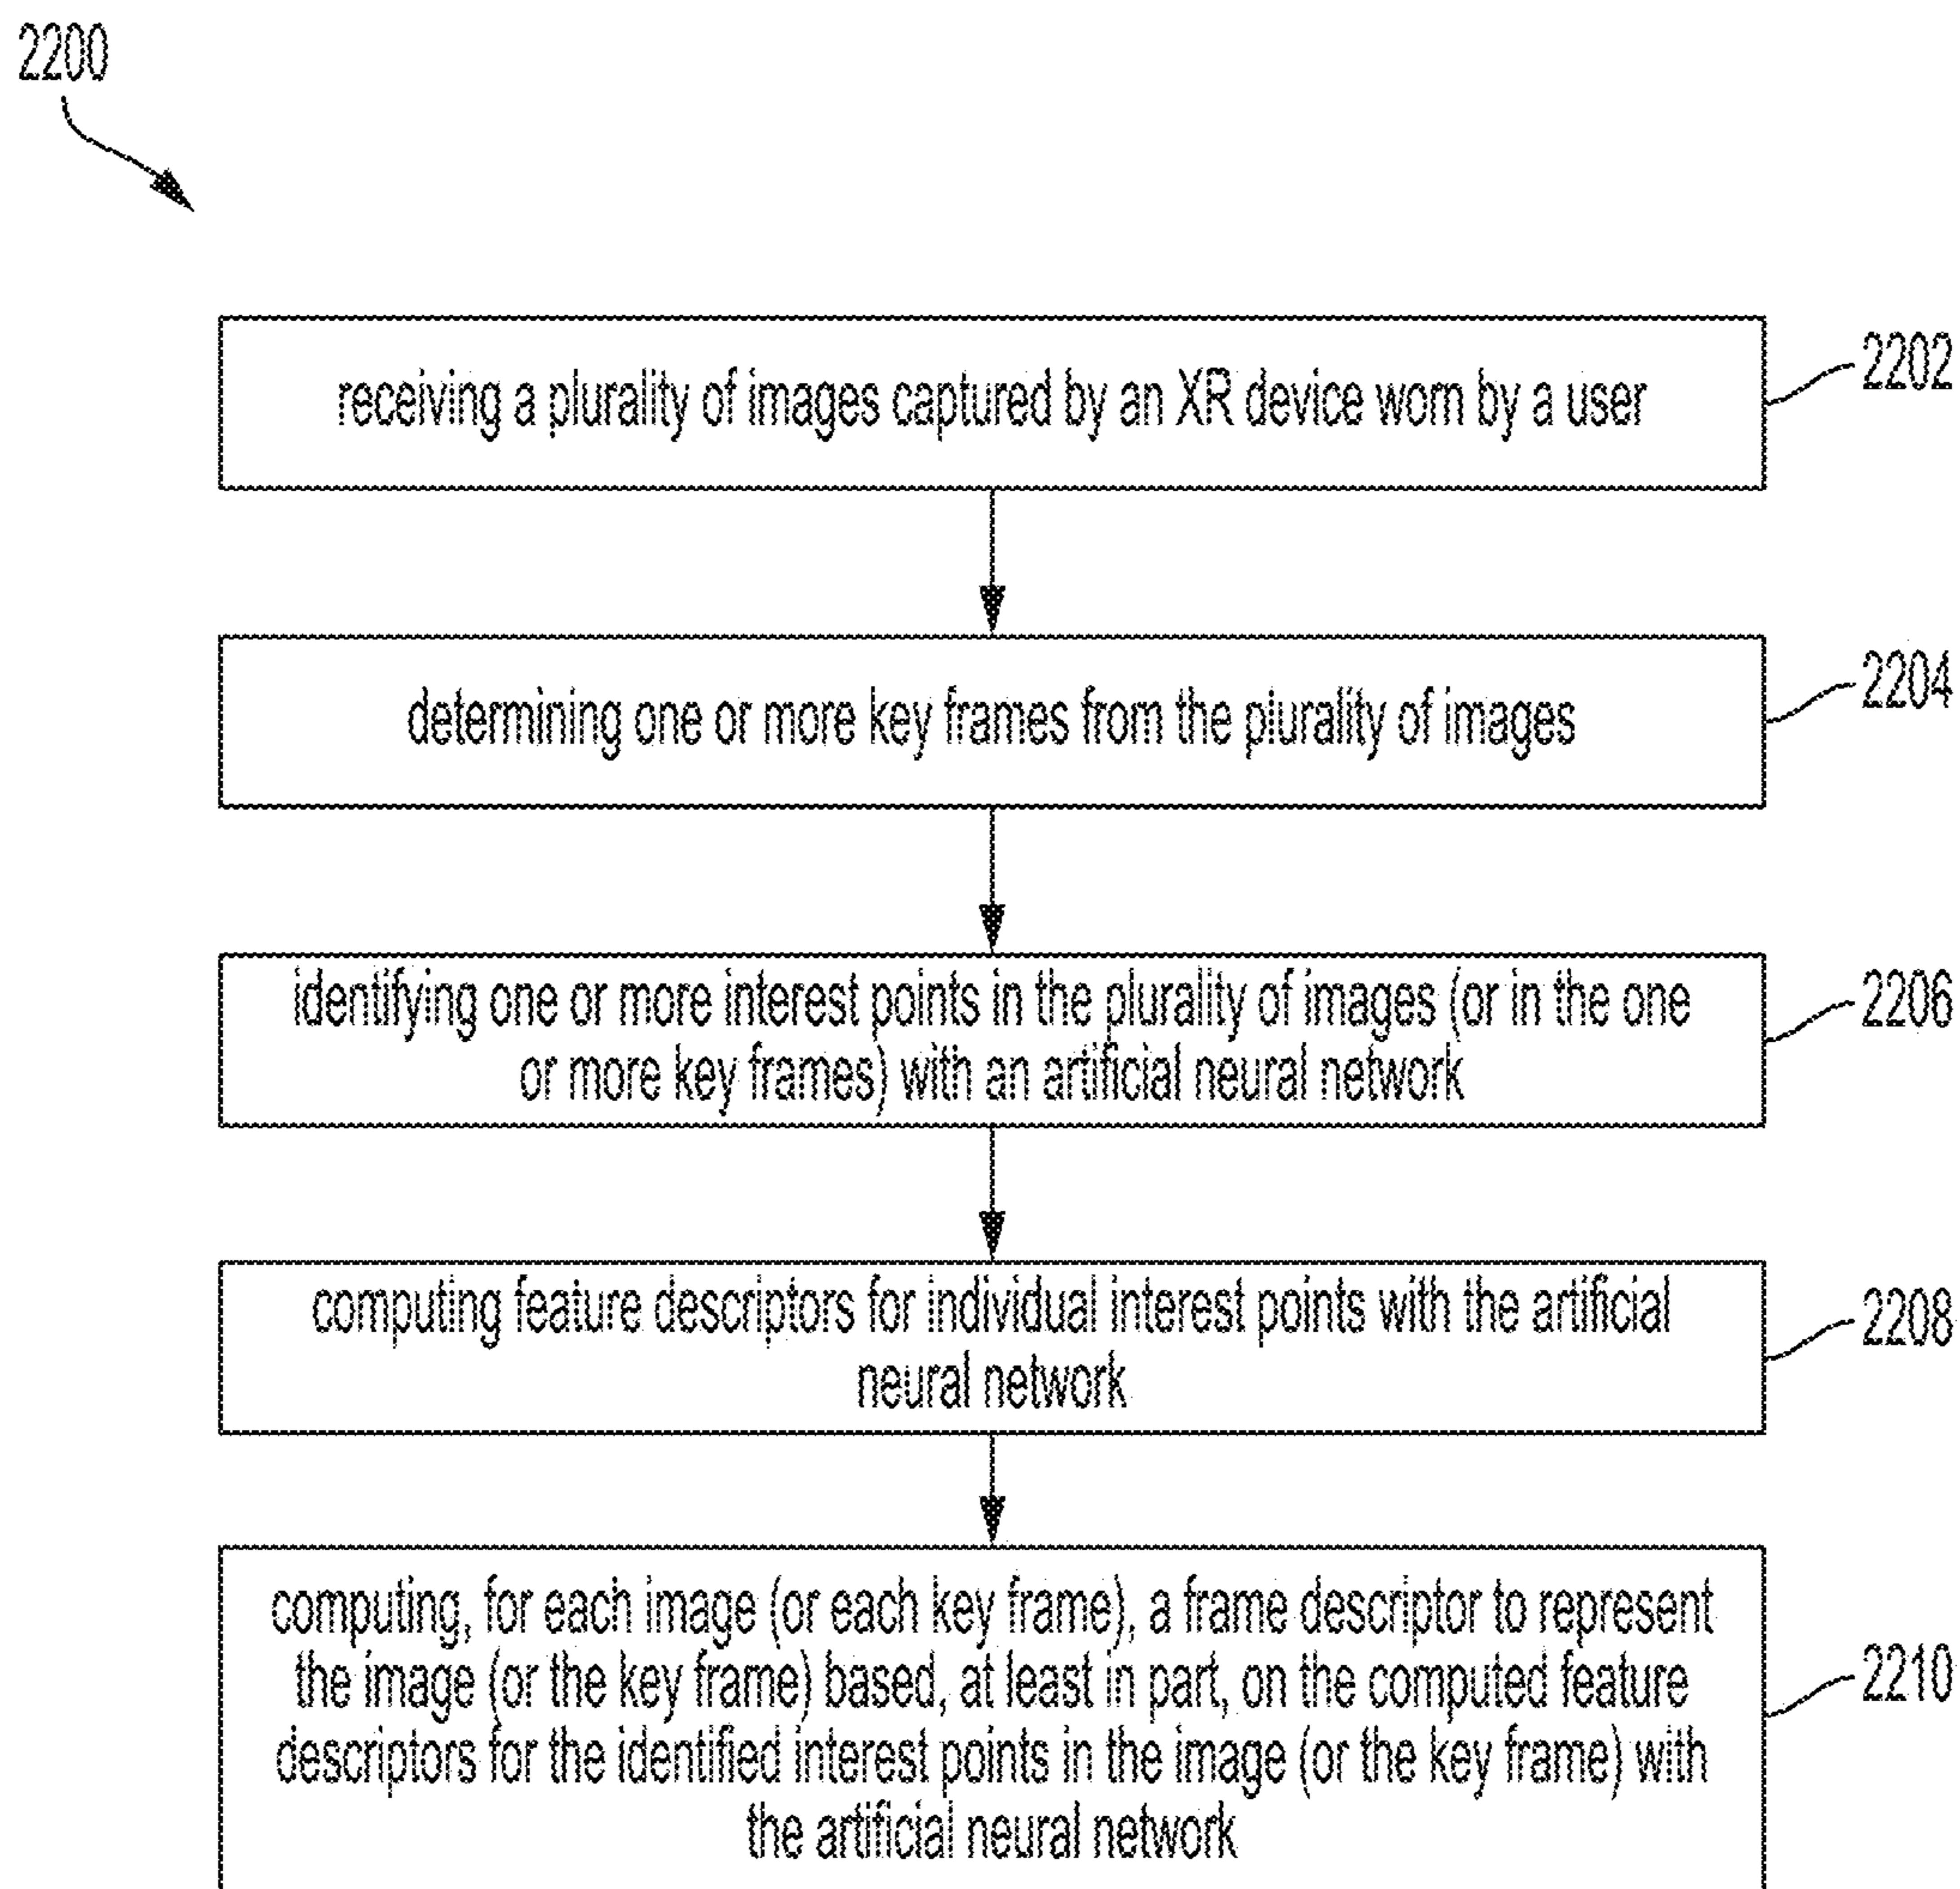 2200
receiving a plurality of images captured by an XR device worn by a user
2202
determining one or more key frames from the plurality of images
2204
identifying one or more interest points in the plurality of images (or in the one
or more key frames) with an artificial neural network
2206
computing feature descriptors for individual interest points with the artificial
neural network
2208
computing, for each image (or each key frame), a frame descriptor to represent
the image (or the key frame) based, at least in part, on the computed feature
descriptors for the identified interest points in the image (or the key frame) with
the artificial neural network
2210